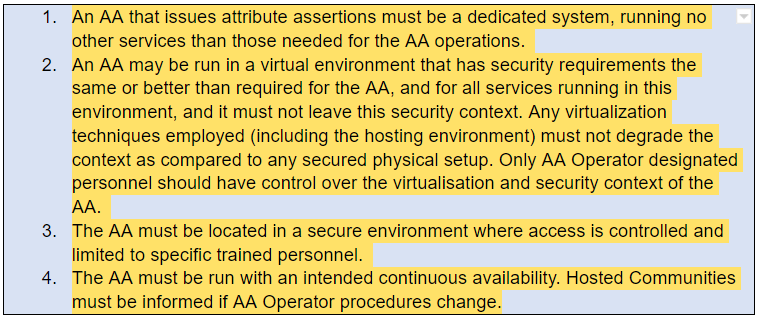 1. An AA that issues attribute assertions must be a dedicated system, running no
other services than those needed for the AA operations.
2. An AA may be run in a virtual environment that has security requirements the
same or better than required for the AA, and for all services running in this
environment, and it must not leave this security context. Any virtualization
techniques employed (including the hosting environment) must not degrade the
context as compared to any secured physical setup. Only AA Operator designated
personnel should have control over the virtualisation and security context of the
AA.
3. The AA must be located in a secure environment where access is controlled and
limited to specific trained personnel.
4. The AA must be run with an intended continuous availability. Hosted Communities
must be informed if AA Operator procedures change.